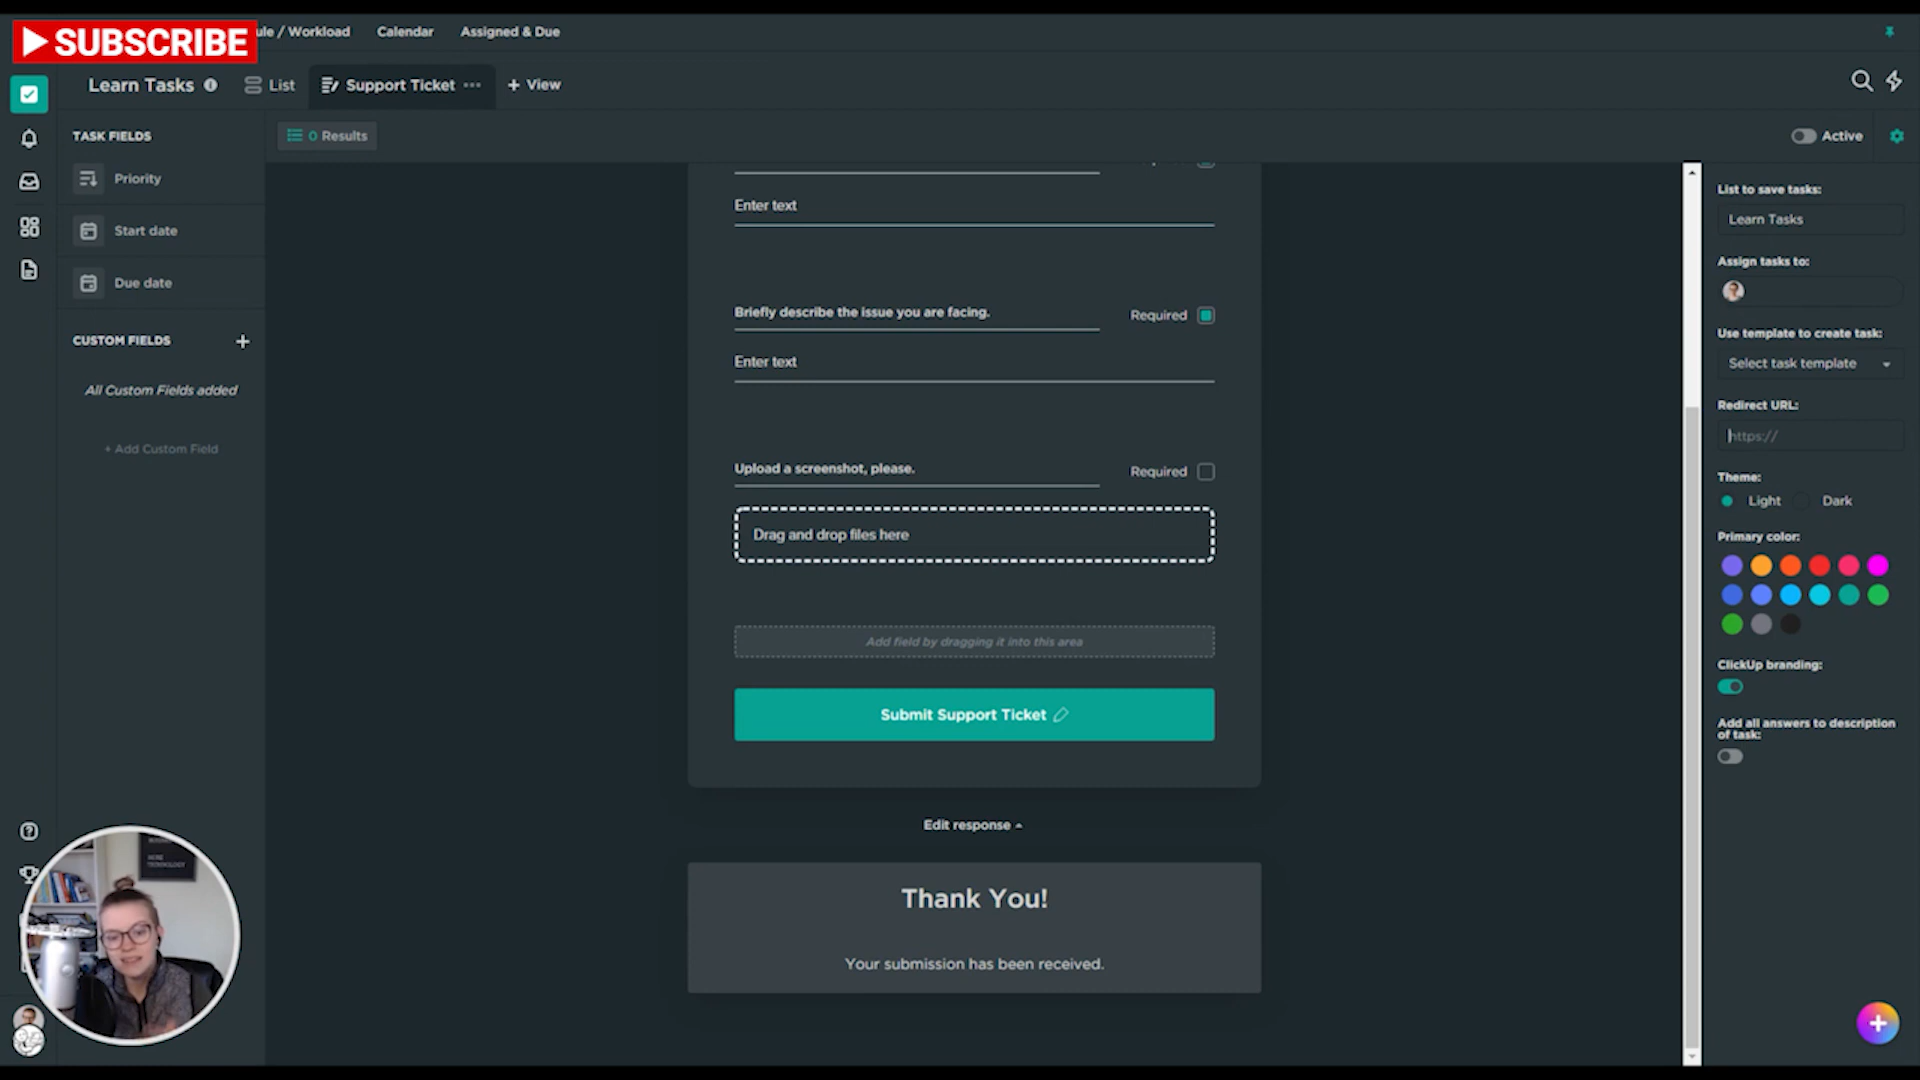 SUBSCRIBE
ule / Workload
Calendar
Assigned & Due
Learn Tasks
List
Support Ticket
+ View
TASK FIELDS
0 Results
Active
Priority
Start date
Due date
CUSTOM FIELDS
All Custom Fields added
+ Add Custom Field
Enter text
Briefly describe the issue you are facing.
Required
Enter text
Upload a screenshot, please.
Required
Drag and drop files here
Add field by dragging it into this area
Submit Support Ticket
Edit response
Thank You!
Your submission has been received.
List to save tasks:
Learn Tasks
Assign tasks to:
Use template to create task:
Select task template
Redirect URL:
https://
Theme:
Light
Dark
Primary color:
ClickUp branding:
Add all answers to description
of task:
MORE
TECHNOLOGY